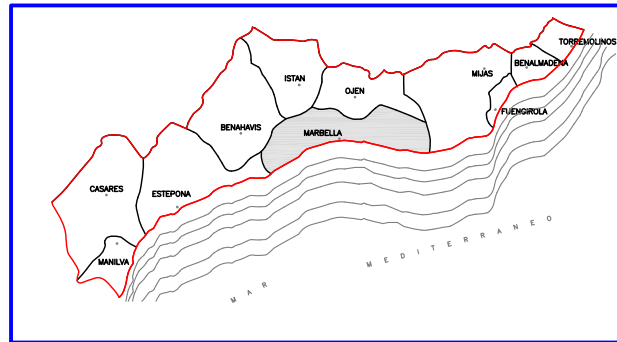 TORREMOLINOS
BENALMADENA
MIJAS
ISTAN
OJEN
FUENGIROLA
BENAHAVIS
MARBELLA
CASARES
ESTEPONA
MANILVA
MAR MEDITERRANEO